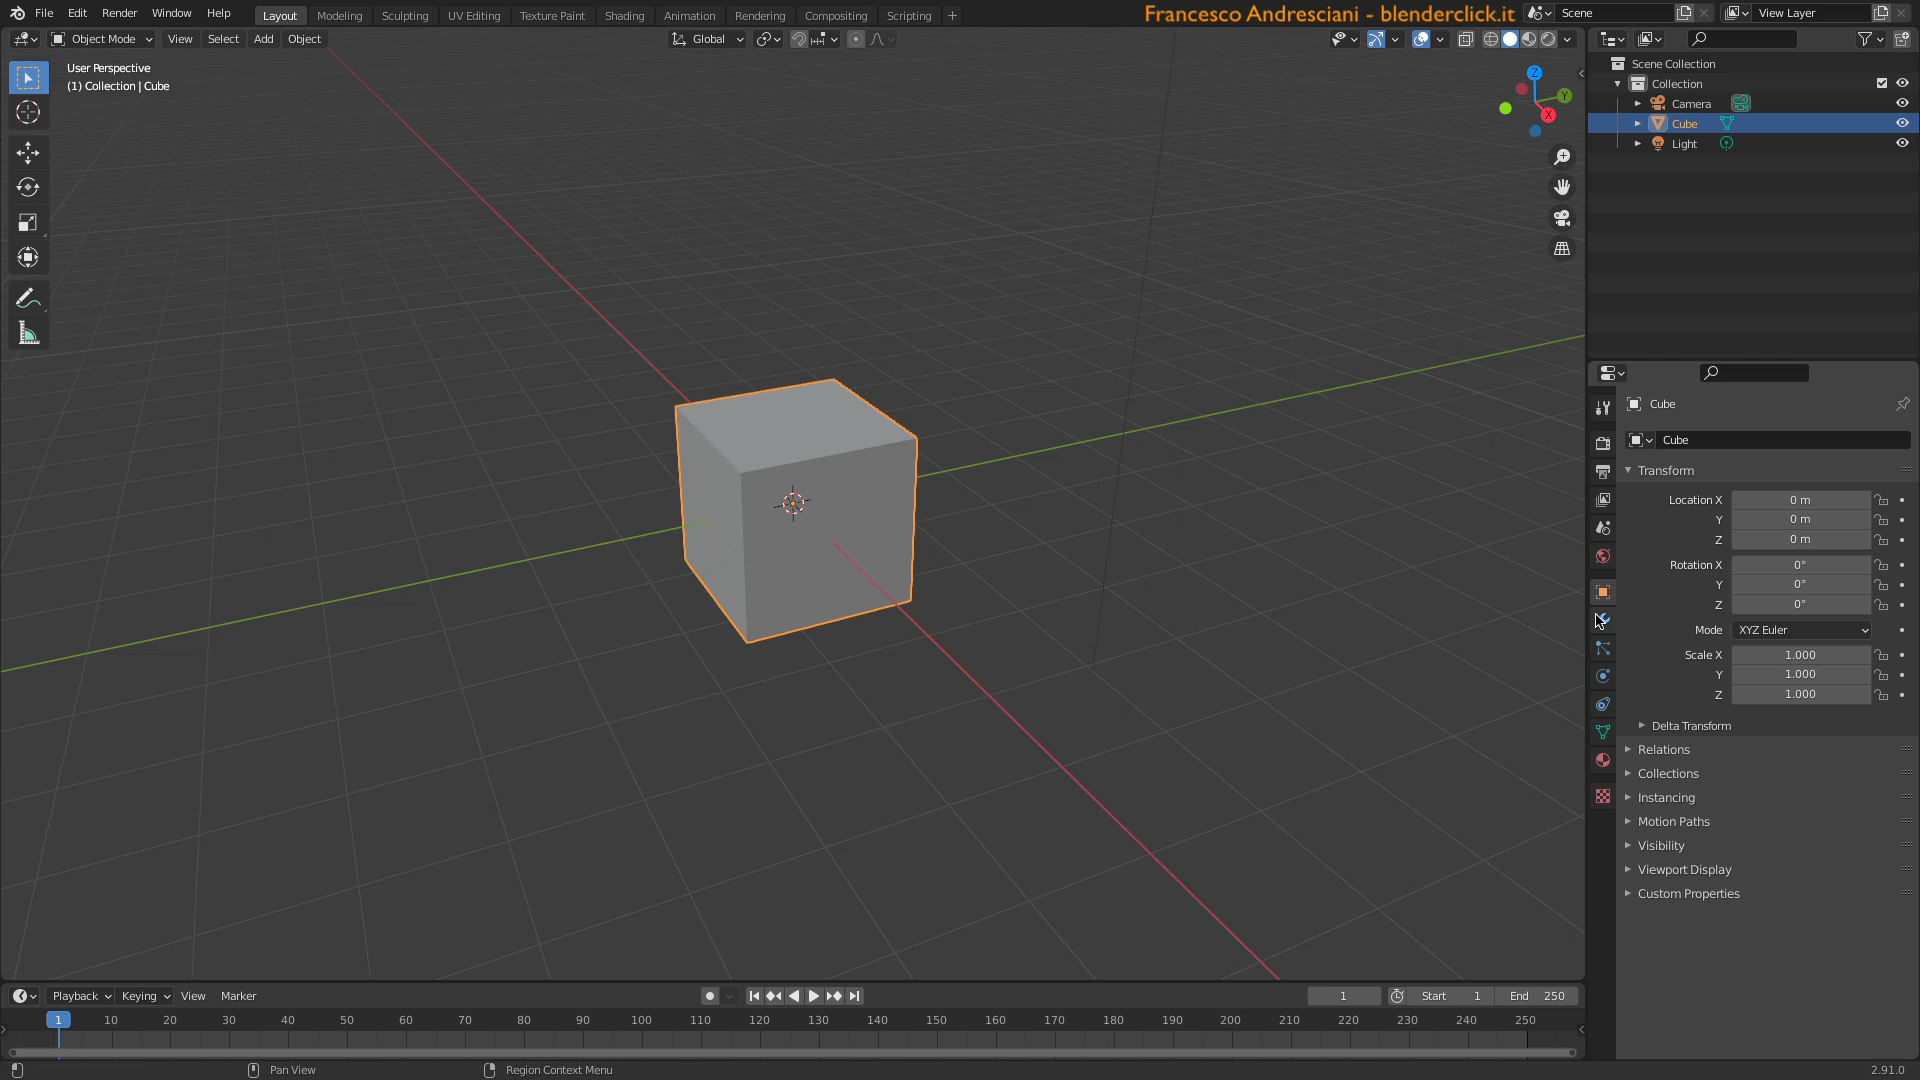 File Edit Render Window Help Layout Modeling Sculpting UV Editing Texture Paint Shading Animation Rendering Compositing Scripting + Francesco Andresciani - blenderclick.it Scene View Layer
Object Mode View Select Add Object Global
User Perspective
(1) Collection | Cube
Z
Y
X
Scene Collection
Collection
Camera
Cube
Light
Cube
Cube
Transform
Location X 0 m
Y 0 m
Z 0 m
Rotation X 0°
Y 0°
Z 0°
Mode XYZ Euler
Scale X 1.000
Y 1.000
Z 1.000
Delta Transform
Relations
Collections
Instancing
Motion Paths
Visibility
Viewport Display
Custom Properties
Playback Keying View Marker 1 Start 1 End 250
1 10 20 30 40 50 60 70 80 90 100 110 120 130 140 150 160 170 180 190 200 210 220 230 240 250
Pan View Region Context Menu 2.91.0